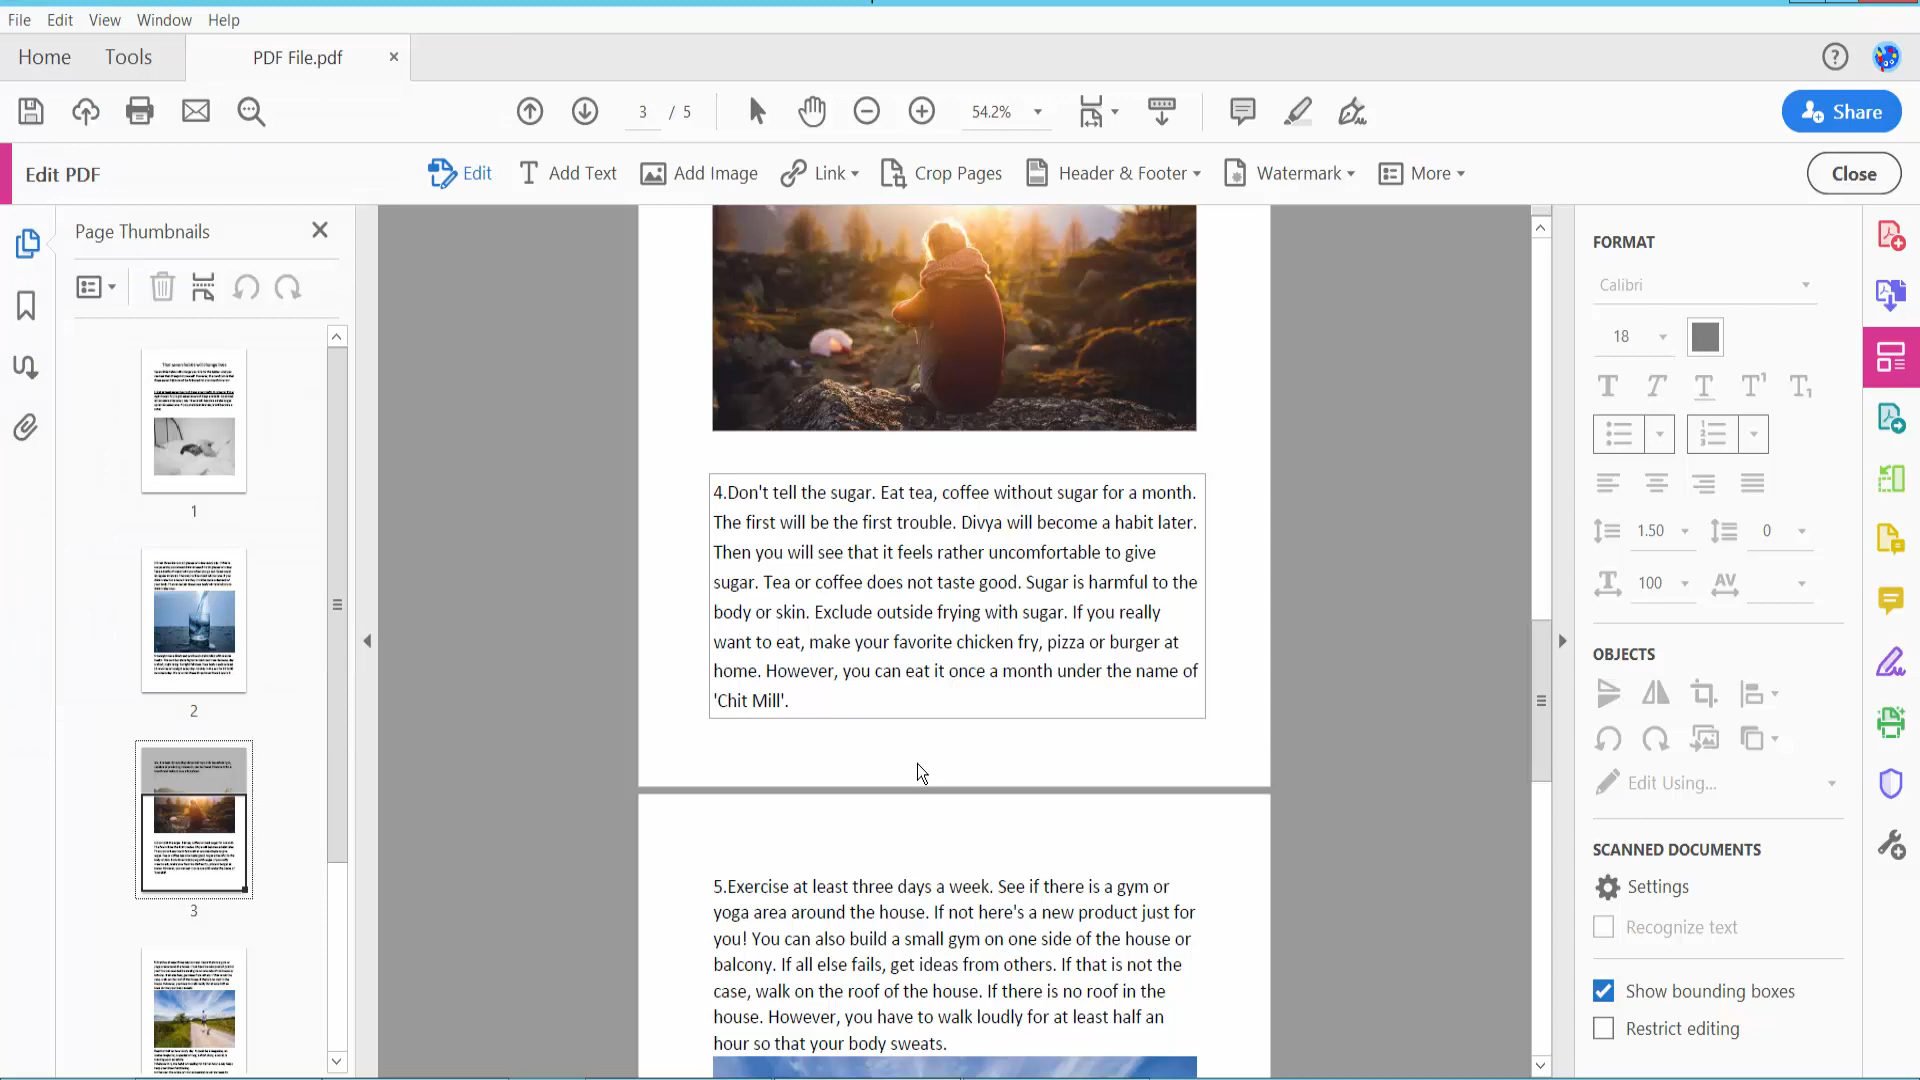 File Edit View Window Help
Home Tools PDF File.pdf
3 / 5 54.2% Share
Edit PDF Edit Add Text Add Image Link Crop Pages Header & Footer Watermark More Close
Page Thumbnails
1
2
3
4.Don't tell the sugar. Eat tea, coffee without sugar for a month.
The first will be the first trouble. Divya will become a habit later.
Then you will see that it feels rather uncomfortable to give
sugar. Tea or coffee does not taste good. Sugar is harmful to the
body or skin. Exclude outside frying with sugar. If you really
want to eat, make your favorite chicken fry, pizza or burger at
home. However, you can eat it once a month under the name of
'Chit Mill'.
5.Exercise at least three days a week. See if there is a gym or
yoga area around the house. If not here's a new product just for
you! You can also build a small gym on one side of the house or
balcony. If all else fails, get ideas from others. If that is not the
case, walk on the roof of the house. If there is no roof in the
house. However, you have to walk loudly for at least half an
hour so that your body sweats.
FORMAT
Calibri
18
1.50 0
100
OBJECTS
Edit Using...
SCANNED DOCUMENTS
Settings
Recognize text
Show bounding boxes
Restrict editing